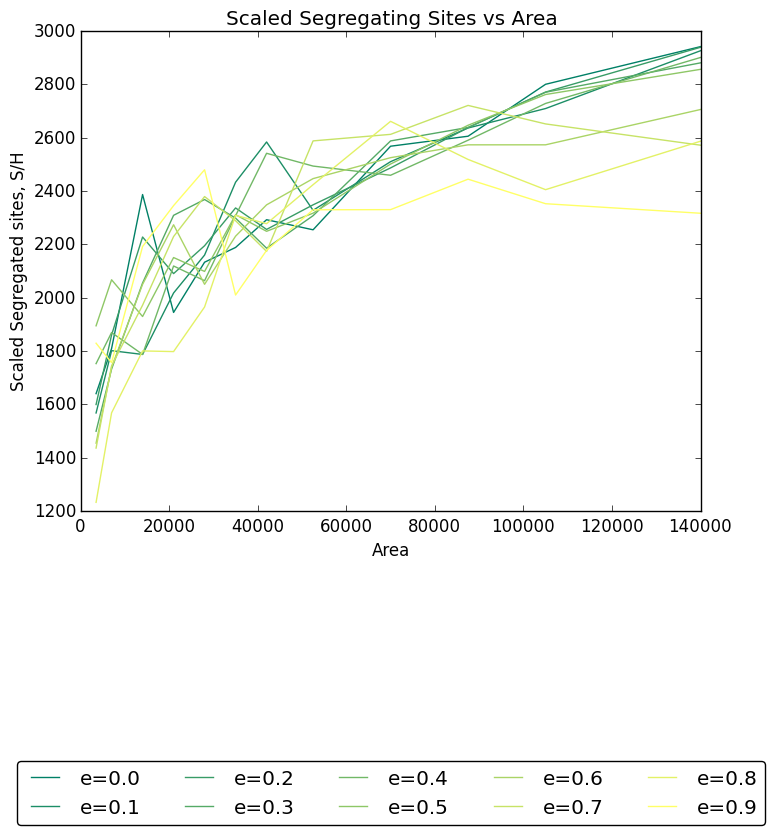 Scaled Segregating Sites vs Area
3000
2800
2600
2400
2200
2000
1800
1600
1400
1200
Scaled Segregated sites, S/H
0 20000 40000 60000 80000 100000 120000 140000
Area
e=0.0 e=0.2 e=0.4 e=0.6 e=0.8
e=0.1 e=0.3 e=0.5 e=0.7 e=0.9